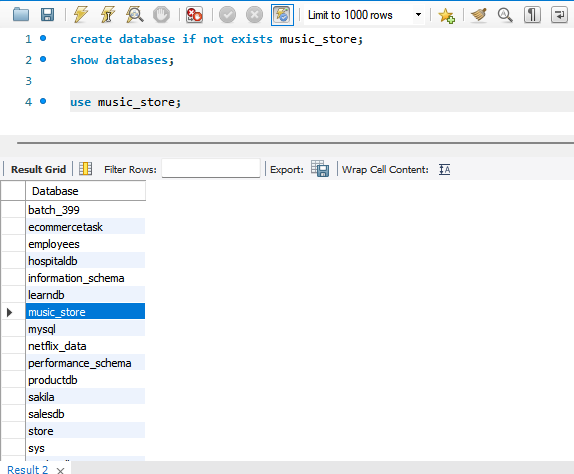 Limit to 1000 rows
1 create database if not exists music_store;
2 show databases;
3
4 use music_store;
Result Grid Filter Rows: Export: Wrap Cell Content:
Database
batch_399
ecommercetask
employees
hospitaldb
information_schema
learndb
music_store
mysql
netflix_data
performance_schema
productdb
sakila
salesdb
store
sys
Result 2